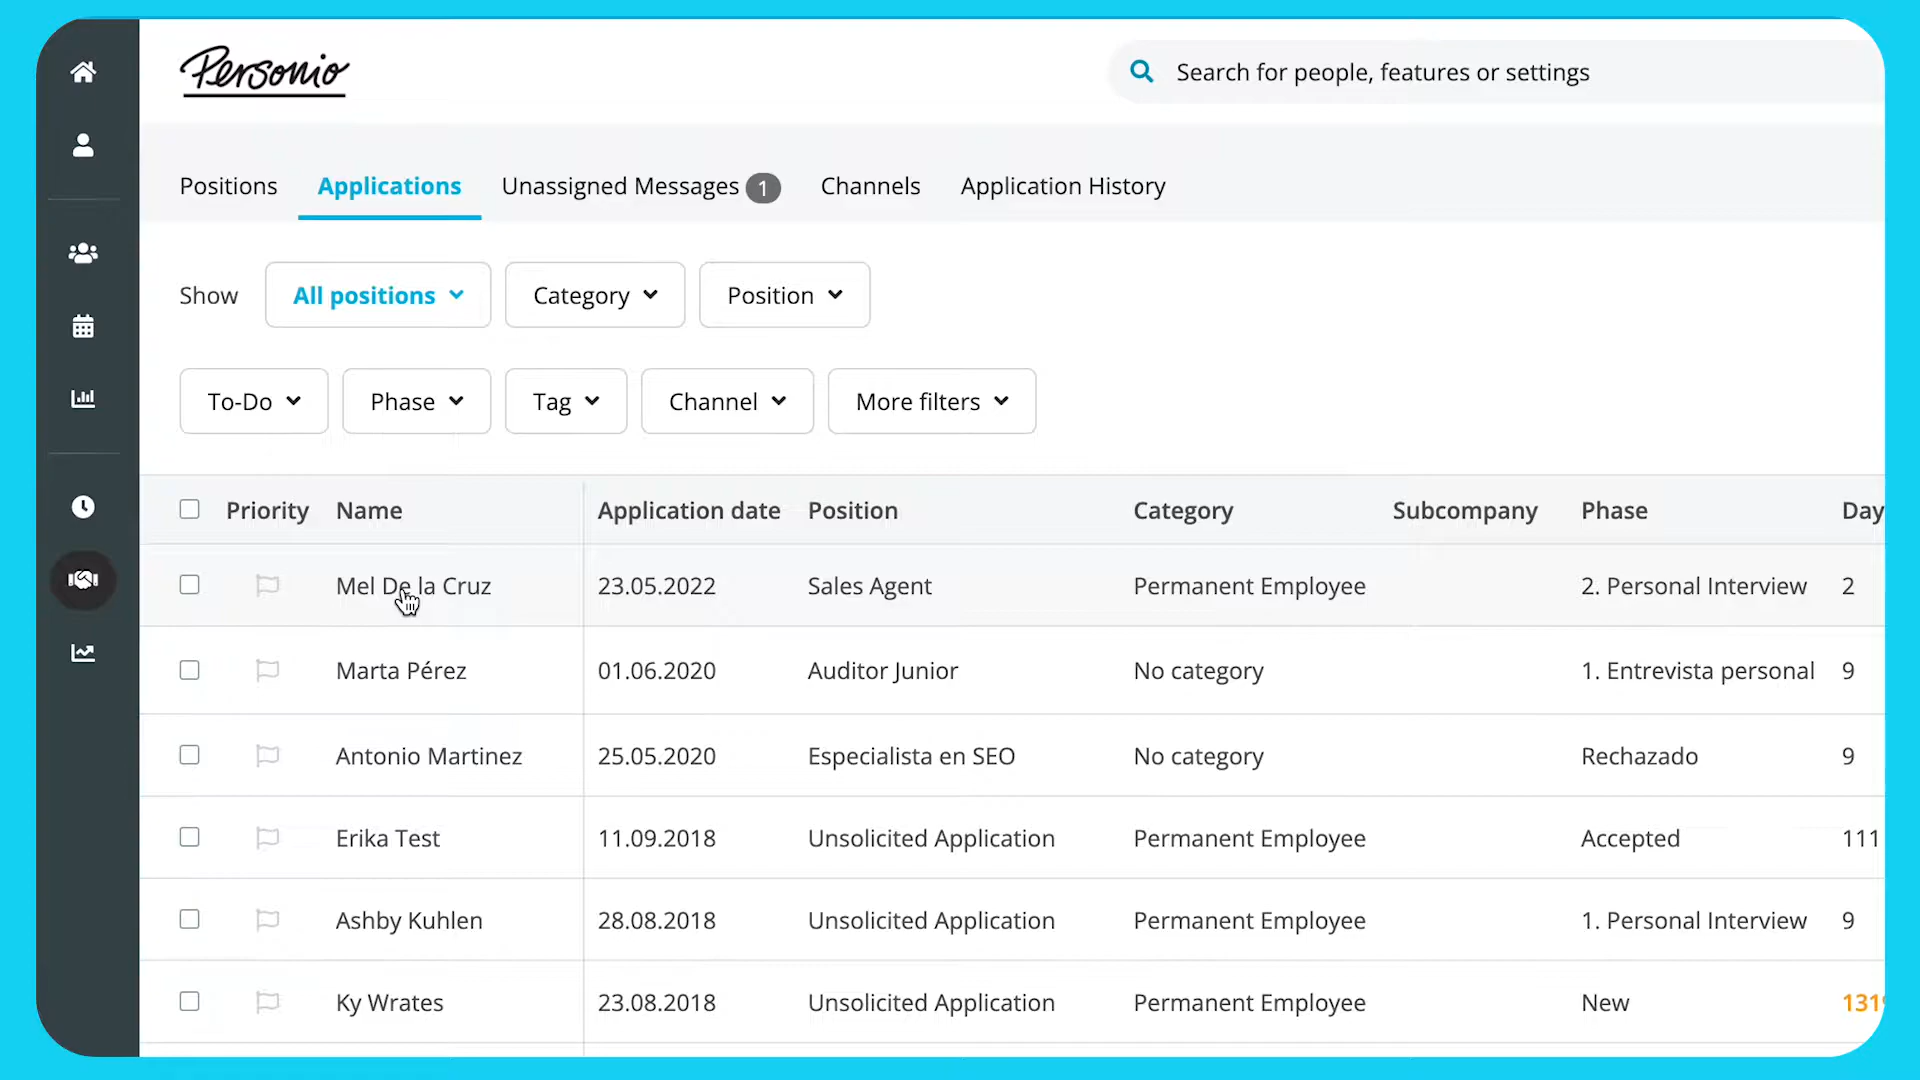 Personio
Search for people, features or settings
Positions Applications Unassigned Messages 1 Channels Application History
Show All positions Category Position
To-Do Phase Tag Channel More filters
Priority Name Application date Position Category Subcompany Phase Day
Mel De la Cruz 23.05.2022 Sales Agent Permanent Employee 2. Personal Interview 2
Marta Pérez 01.06.2020 Auditor Junior No category 1. Entrevista personal 9
Antonio Martinez 25.05.2020 Especialista en SEO No category Rechazado 9
Erika Test 11.09.2018 Unsolicited Application Permanent Employee Accepted 111
Ashby Kuhlen 28.08.2018 Unsolicited Application Permanent Employee 1. Personal Interview 9
Ky Wrates 23.08.2018 Unsolicited Application Permanent Employee New 131